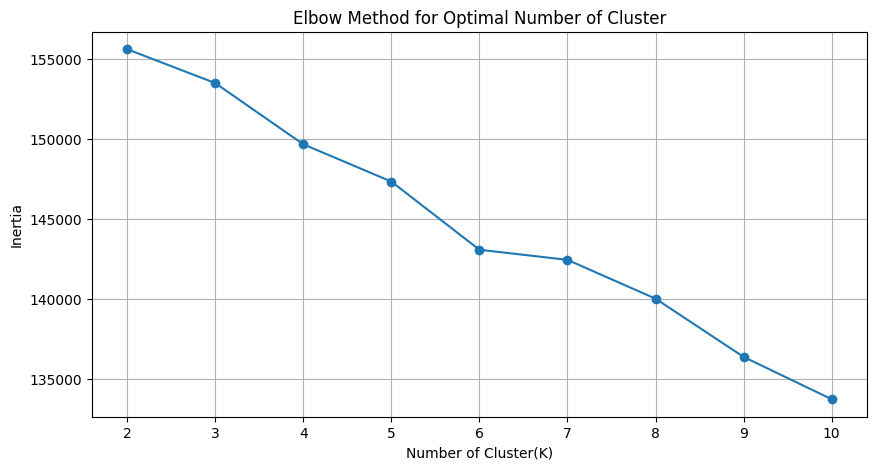 Elbow Method for Optimal Number of Cluster
155000
150000
145000
140000
135000
Inertia
2 3 4 5 6 7 8 9 10
Number of Cluster(K)